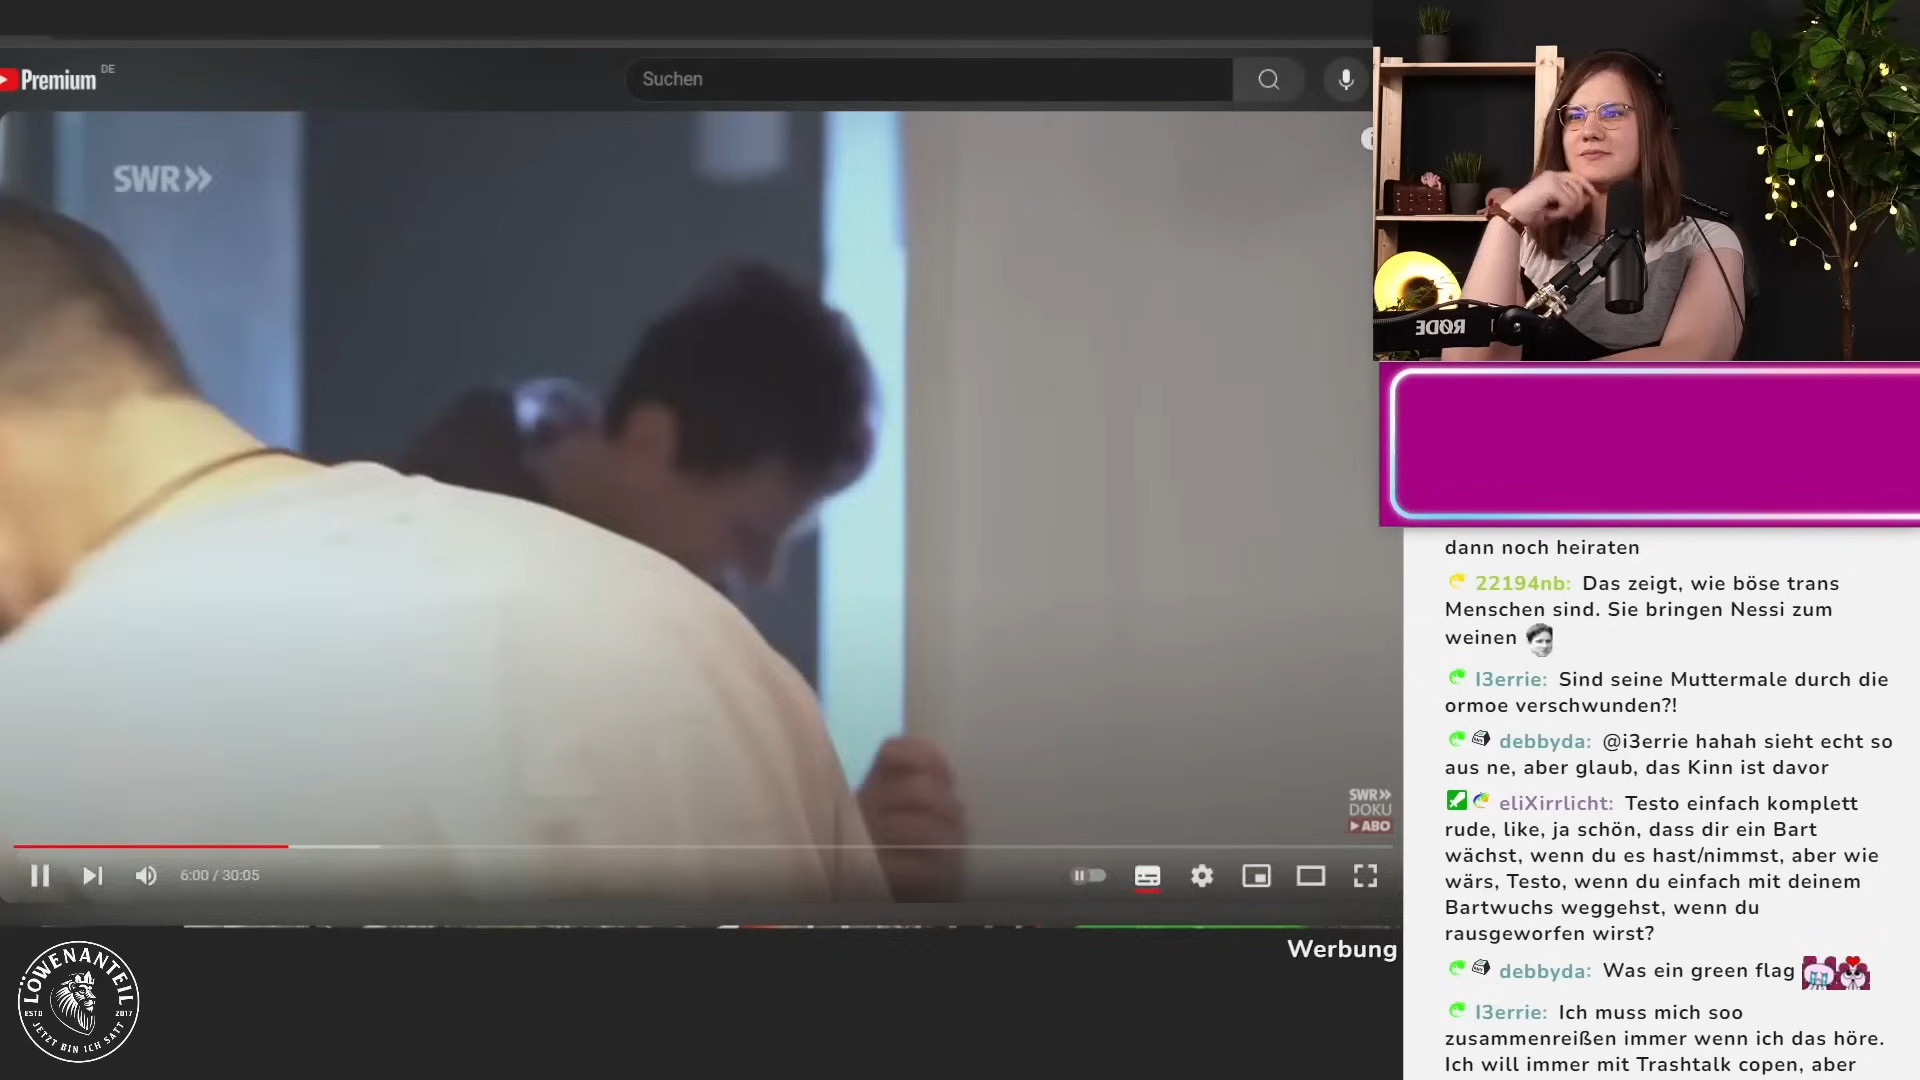 Premium DE
Suchen
SWR»
SWR»
DOKU
ABO
6:00 / 30:05
Werbung
LÖWENANTEIL
ESTD 2017
JETZT BIN ICH SATT
RØDE
dann noch heiraten
22194nb: Das zeigt, wie böse trans
Menschen sind. Sie bringen Nessi zum
weinen
I3errie: Sind seine Muttermale durch die
ormoe verschwunden?!
debbyda: @i3errie hahah sieht echt so
aus ne, aber glaub, das Kinn ist davor
eliXirrlicht: Testo einfach komplett
rude, like, ja schön, dass dir ein Bart
wächst, wenn du es hast/nimmst, aber wie
wärs, Testo, wenn du einfach mit deinem
Bartwuchs weggehst, wenn du
rausgeworfen wirst?
debbyda: Was ein green flag
I3errie: Ich muss mich soo
zusammenreißen immer wenn ich das höre.
Ich will immer mit Trashtalk copen, aber